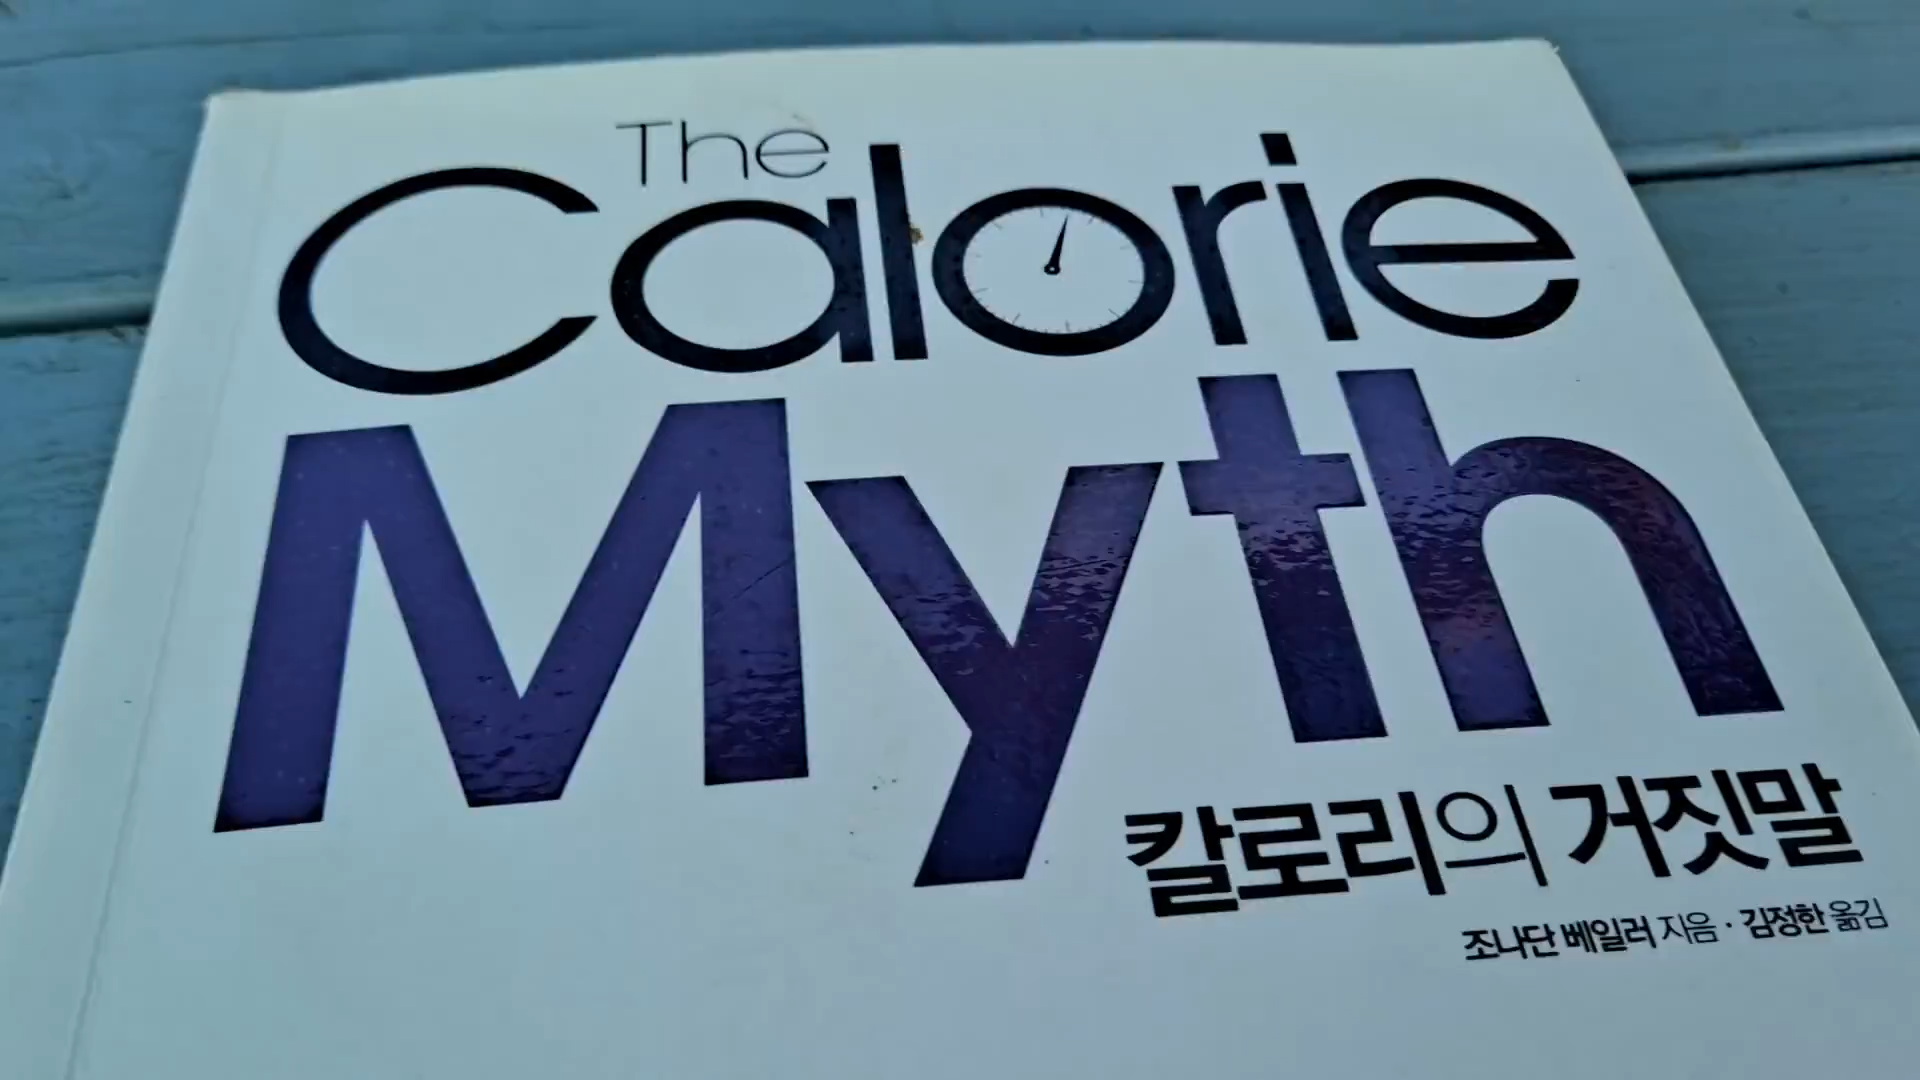 The
Calorie
Myth
칼로리의 거짓말
조나단 베일러 지음 · 김정한 옮김